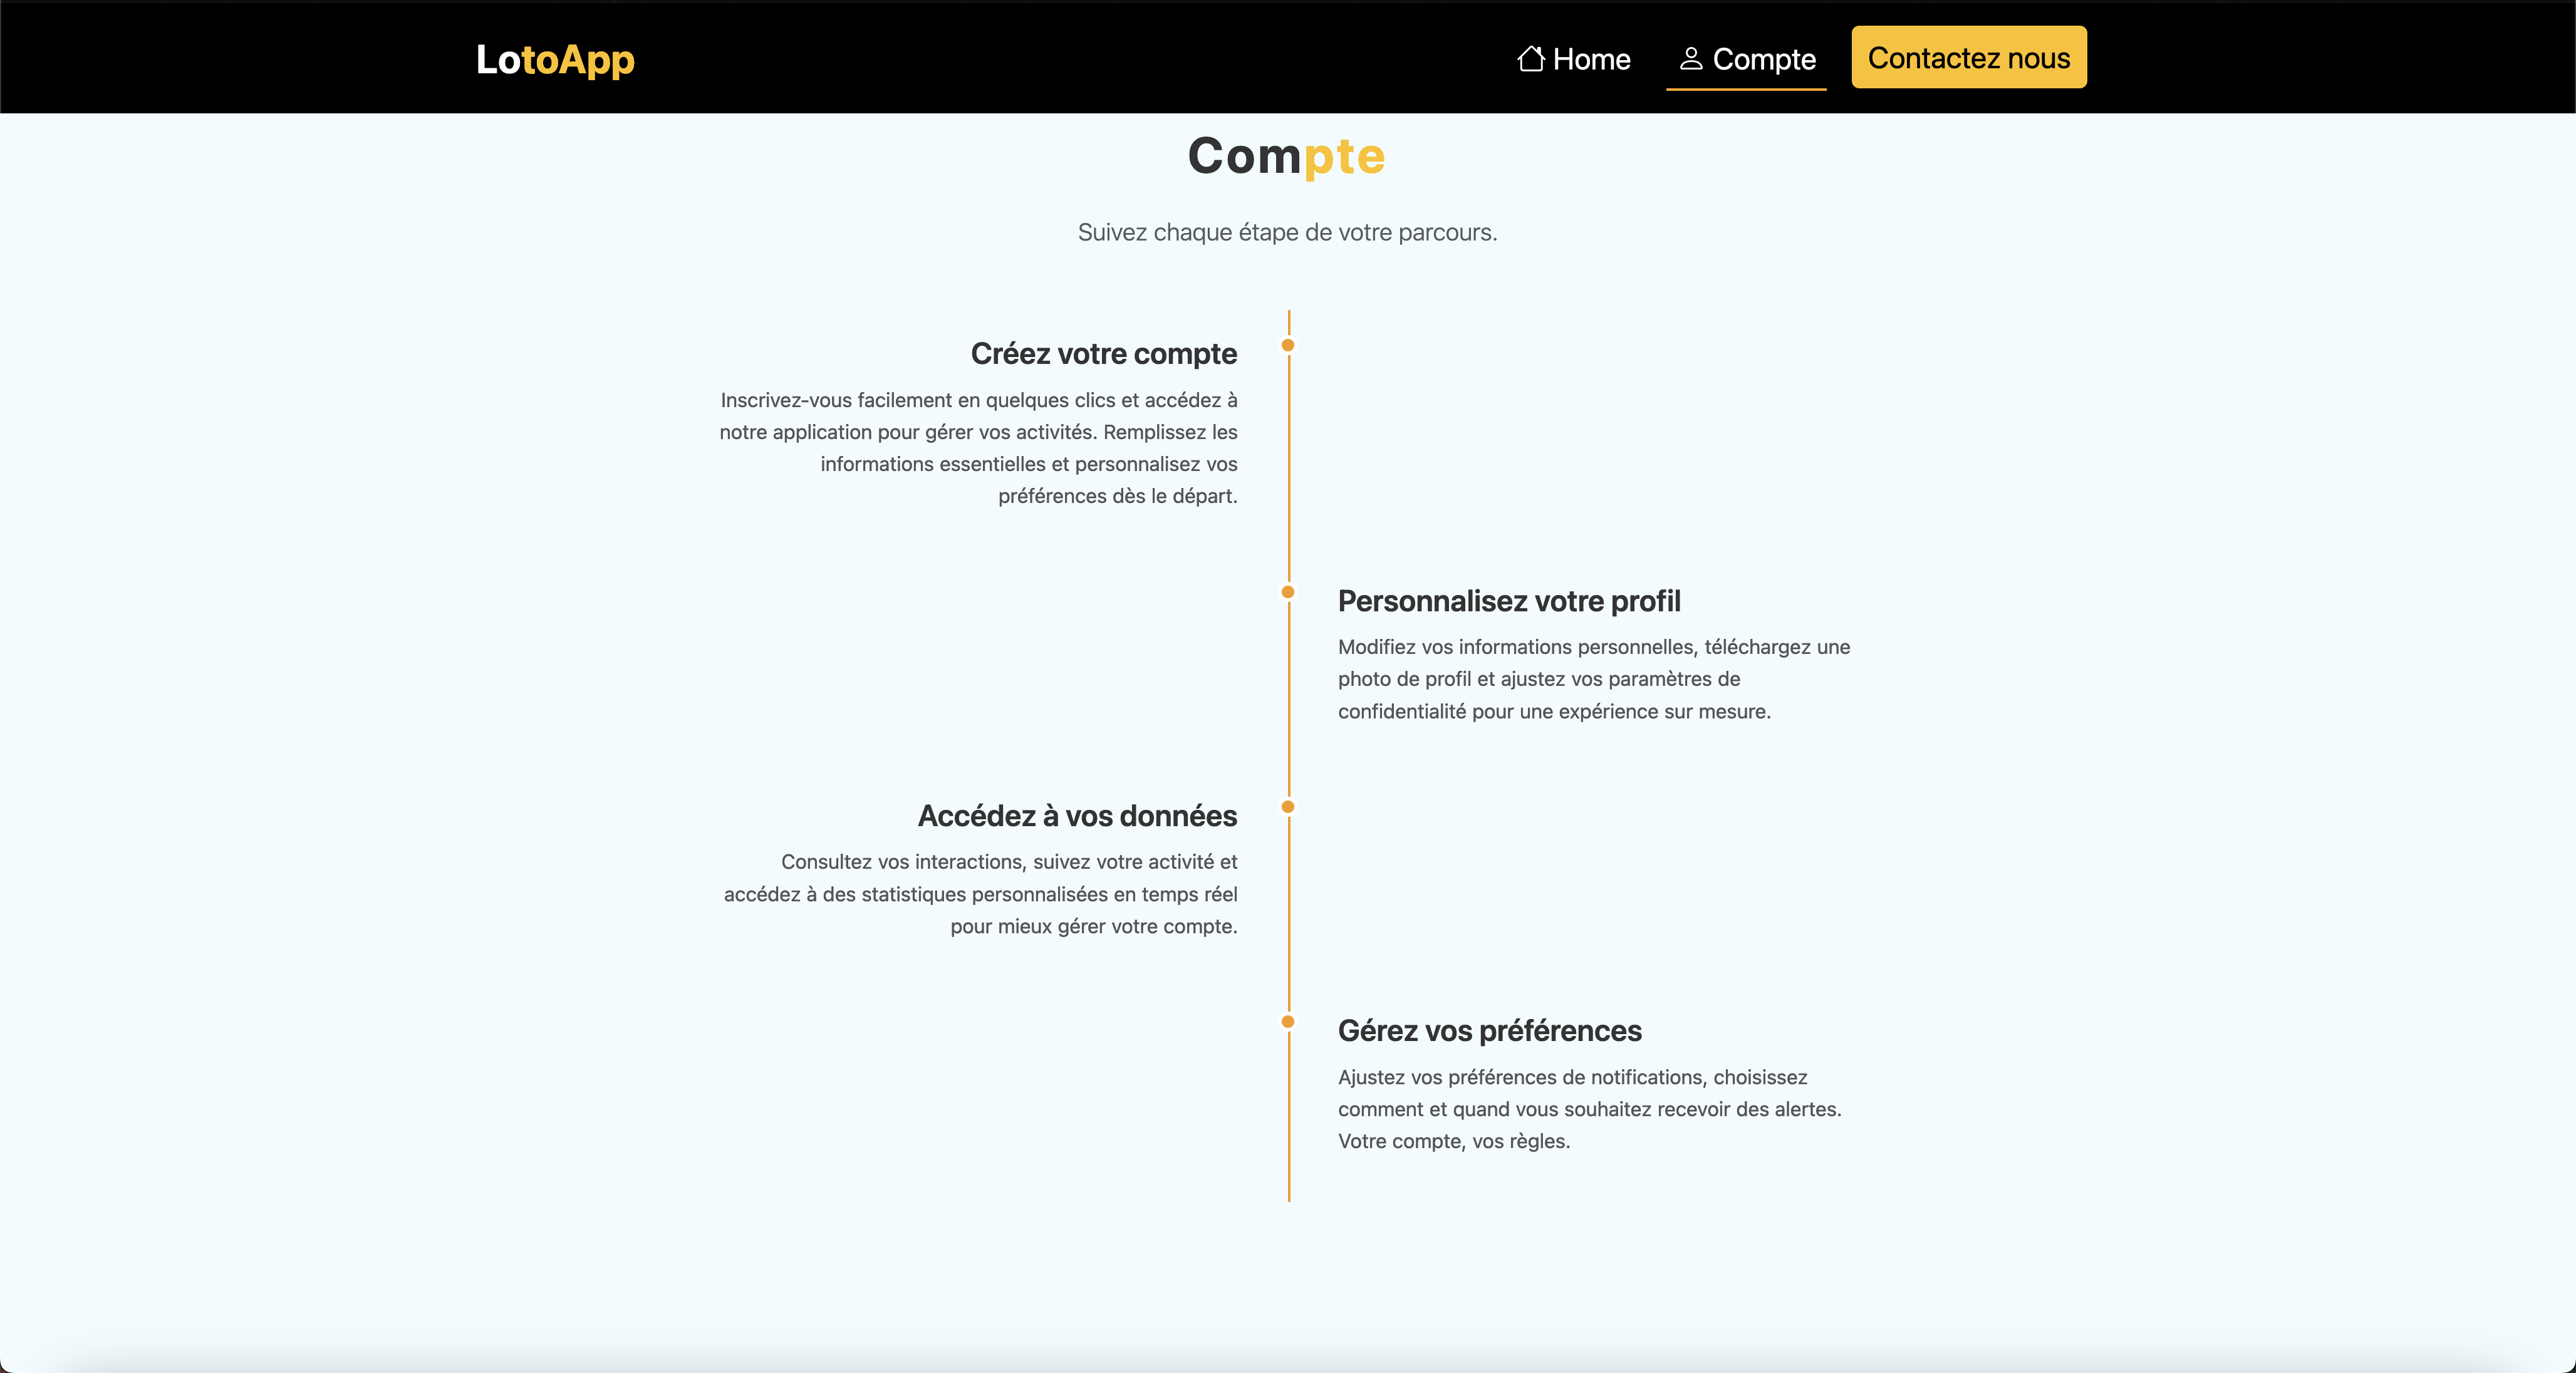 LotoApp
Home
Compte
Contactez nous
Compte
Suivez chaque étape de votre parcours.
Créez votre compte
Inscrivez-vous facilement en quelques clics et accédez à
notre application pour gérer vos activités. Remplissez les
informations essentielles et personnalisez vos
préférences dès le départ.
Personnalisez votre profil
Modifiez vos informations personnelles, téléchargez une
photo de profil et ajustez vos paramètres de
confidentialité pour une expérience sur mesure.
Accédez à vos données
Consultez vos interactions, suivez votre activité et
accédez à des statistiques personnalisées en temps réel
pour mieux gérer votre compte.
Gérez vos préférences
Ajustez vos préférences de notifications, choisissez
comment et quand vous souhaitez recevoir des alertes.
Votre compte, vos règles.